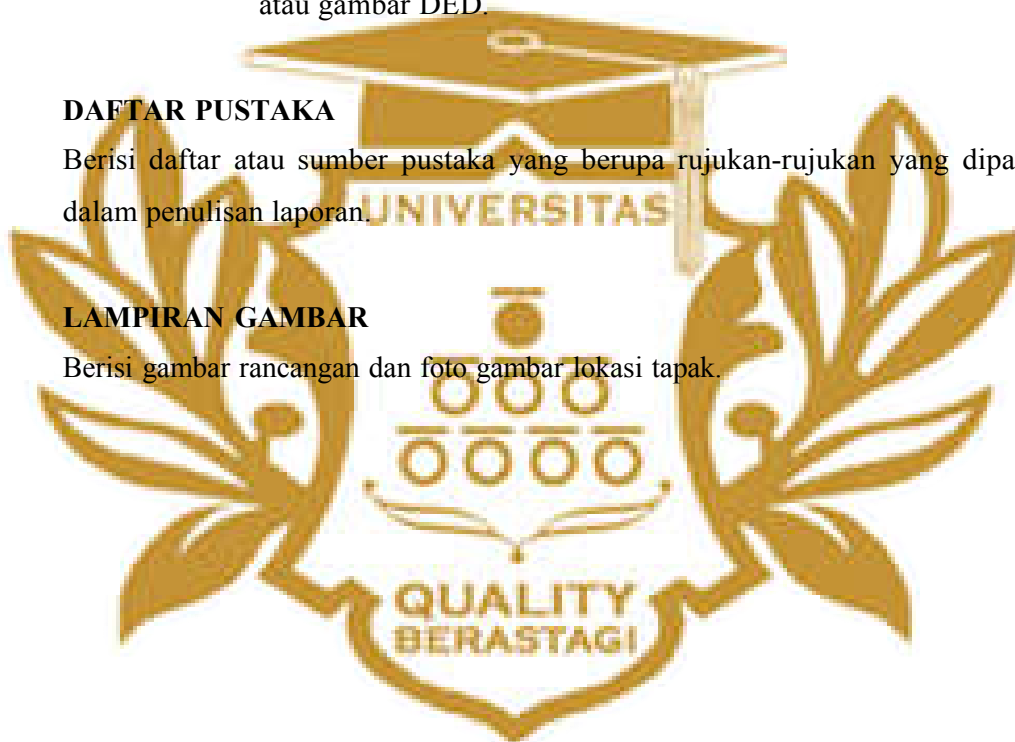 atau gambar DED.
DAFTAR PUSTAKA
Berisi daftar atau sumber pustaka yang berupa rujukan-rujukan yang dipa
dalam penulisan laporan.
UNIVERSITAS
LAMPIRAN GAMBAR
Berisi gambar rancangan dan foto gambar lokasi tapak.
QUALITY
BERASTAGI